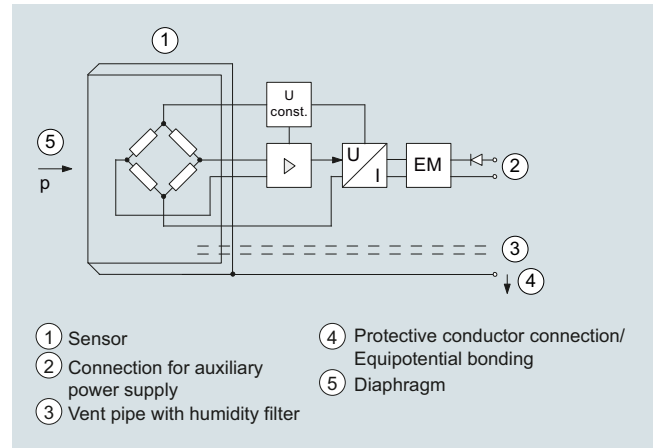 1
5
p
U
const.
U
I
EM
2
3
4
1 Sensor
2 Connection for auxiliary
power supply
3 Vent pipe with humidity filter
4 Protective conductor connection/
Equipotential bonding
5 Diaphragm